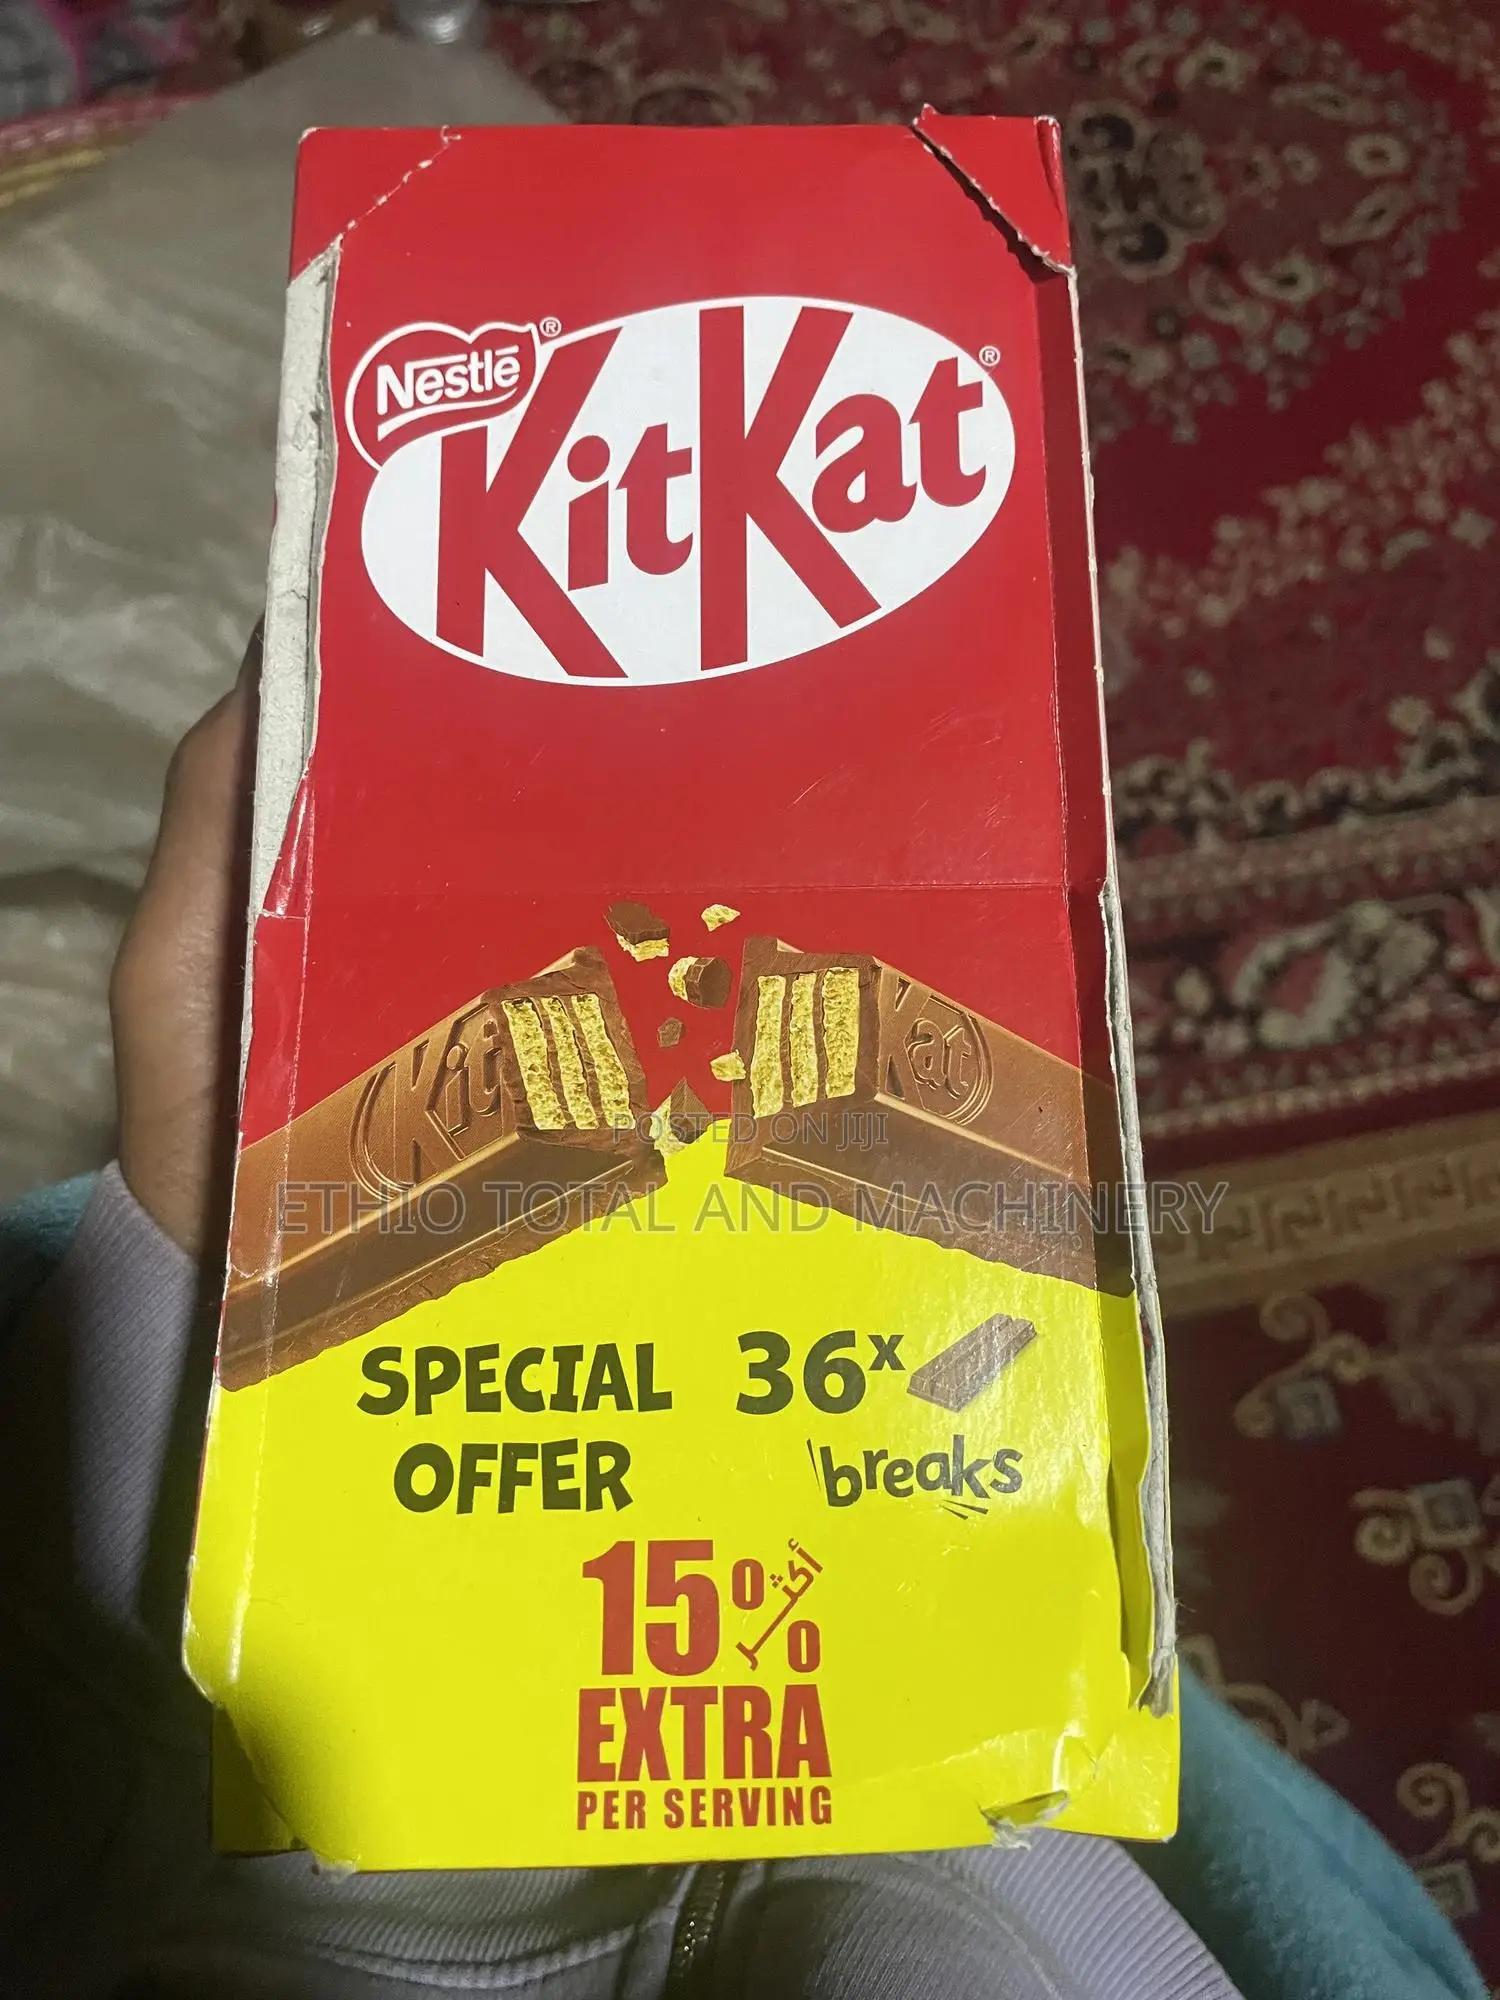 Nestlé®
KitKat®
Kit Kat
POSTED ON JIJI
ETHIO TOTAL AND MACHINERY
SPECIAL 36x
OFFER breaks
15% أكثر
EXTRA
PER SERVING